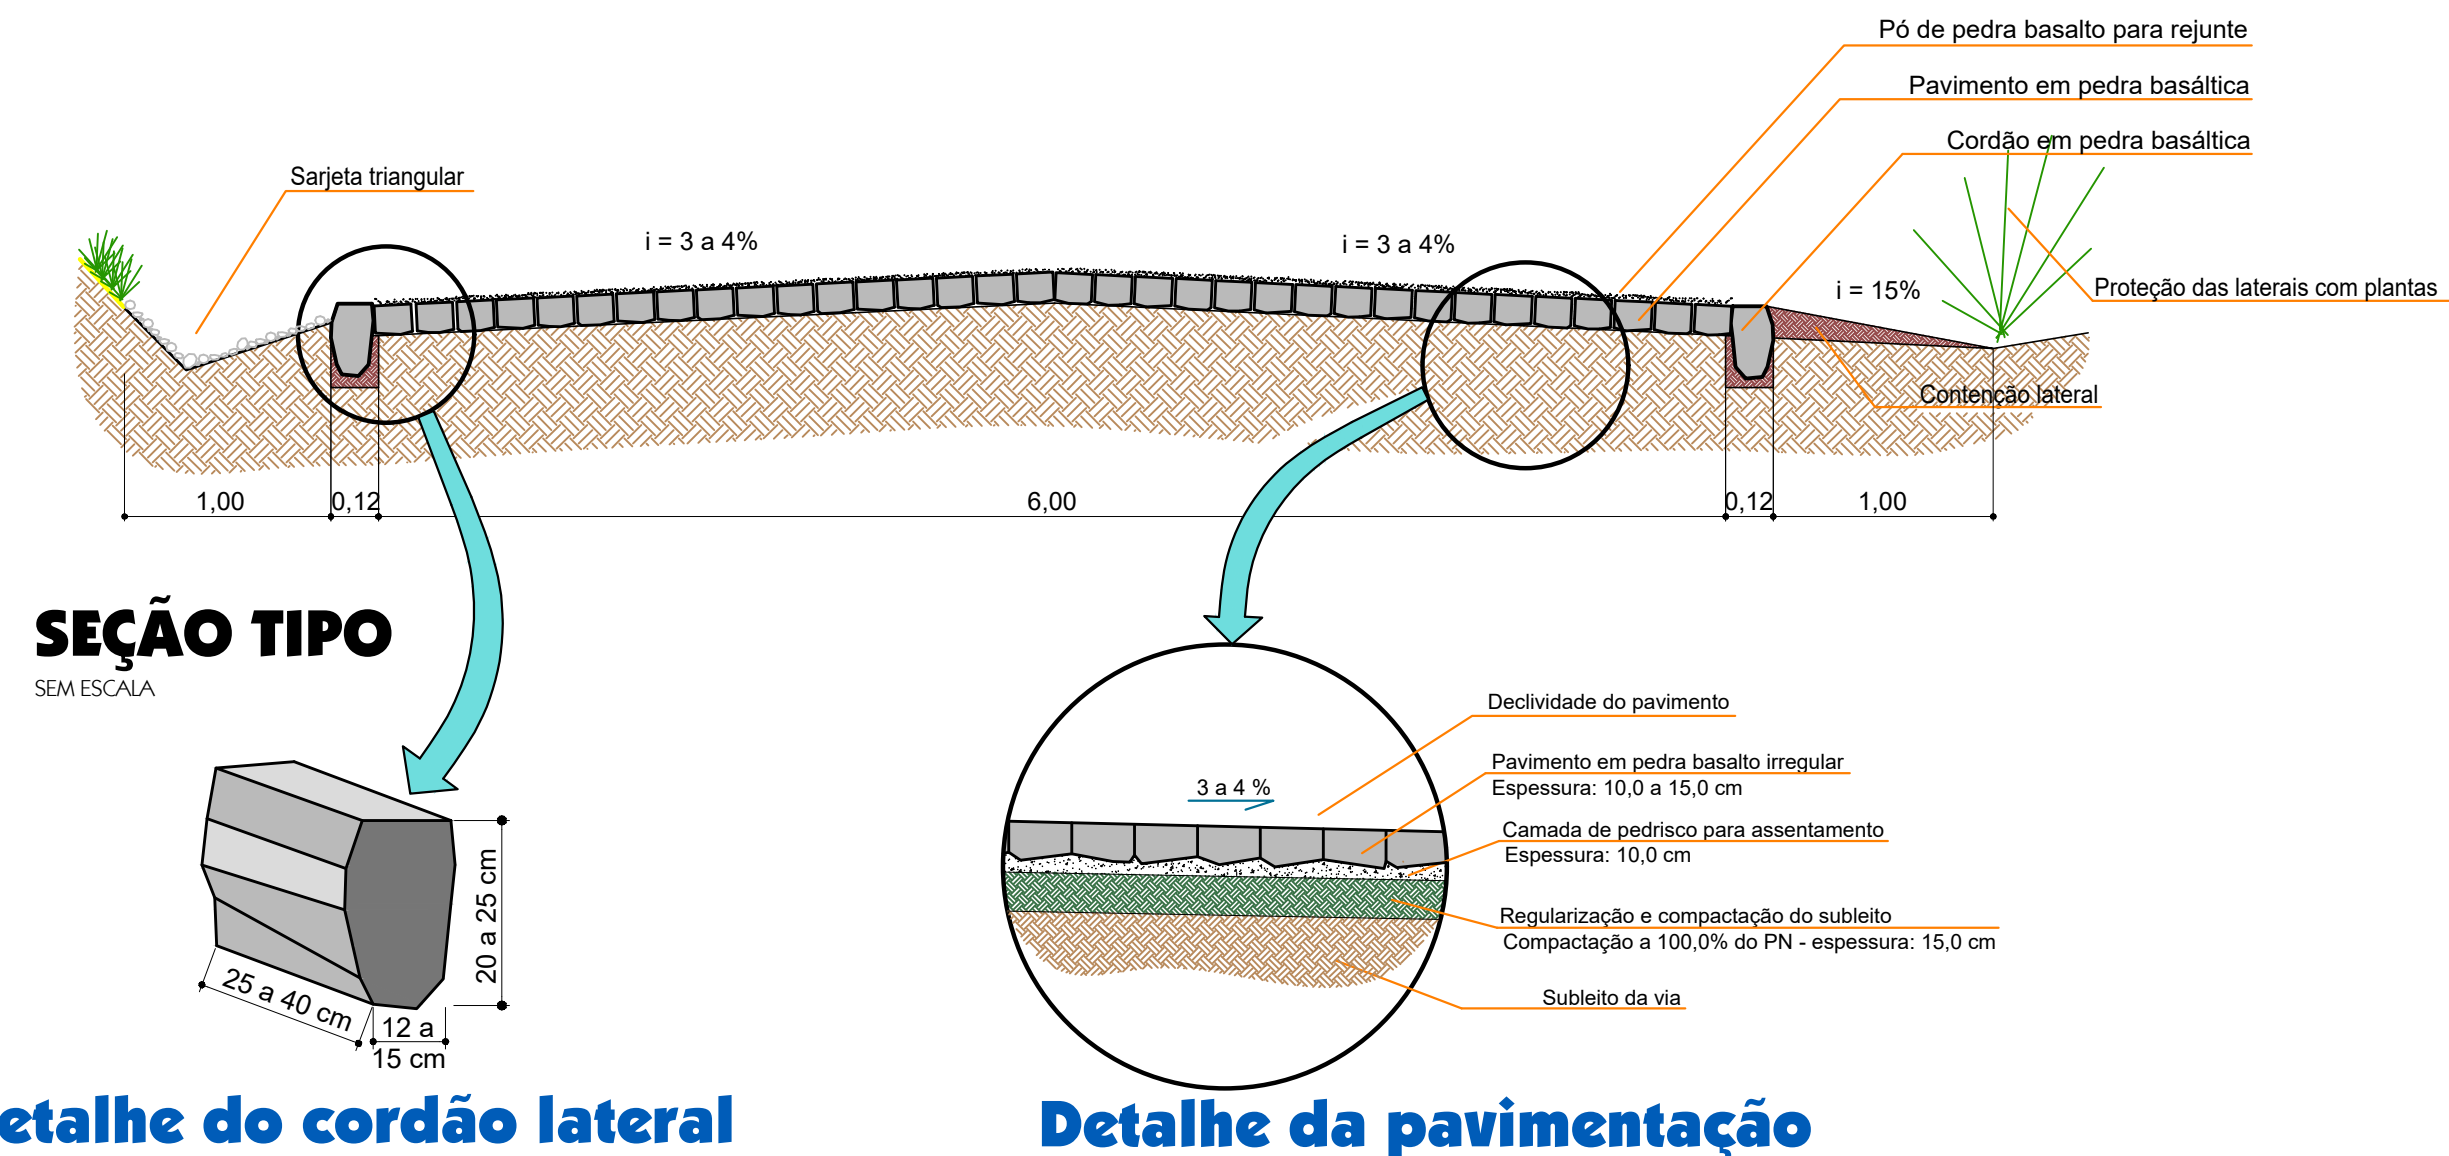 Pó de pedra basalto para rejunte
Pavimento em pedra basáltica
Cordão em pedra basáltica
Sarjeta triangular
i = 3 a 4%
i = 3 a 4%
i = 15%
Proteção das laterais com plantas
Contenção lateral
1,00
0,12
6,00
0,12
1,00
SEÇÃO TIPO
SEM ESCALA
Declividade do pavimento
Pavimento em pedra basalto irregular
Espessura: 10,0 a 15,0 cm
3 a 4 %
Camada de pedrisco para assentamento
Espessura: 10,0 cm
Regularização e compactação do subleito
Compactação a 100,0% do PN - espessura: 15,0 cm
Subleito da via
20 a 25 cm
25 a 40 cm
12 a
15 cm
etalhe do cordão lateral
Detalhe da pavimentação